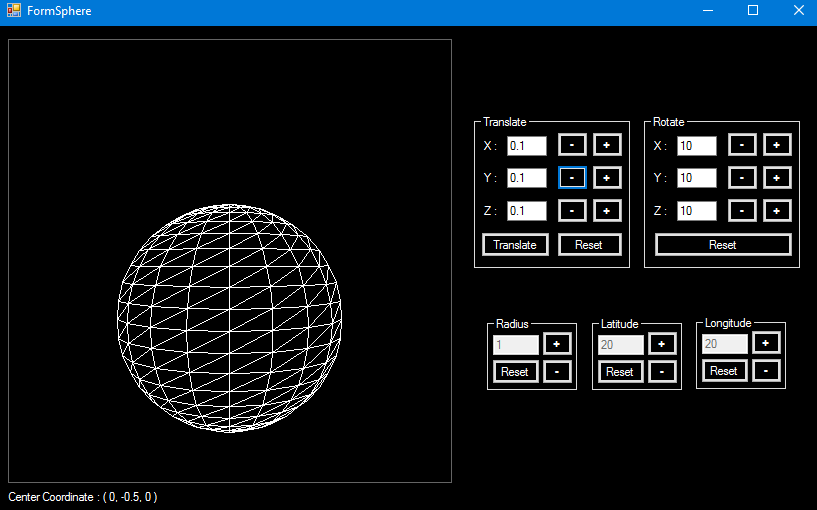 FormSphere
Translate
X : 0.1 - +
Y : 0.1 - +
Z : 0.1 - +
Translate Reset
Rotate
X : 10 - +
Y : 10 - +
Z : 10 - +
Reset
Radius
1 +
Reset -
Latitude
20 +
Reset -
Longitude
20 +
Reset -
Center Coordinate : ( 0, -0.5, 0 )